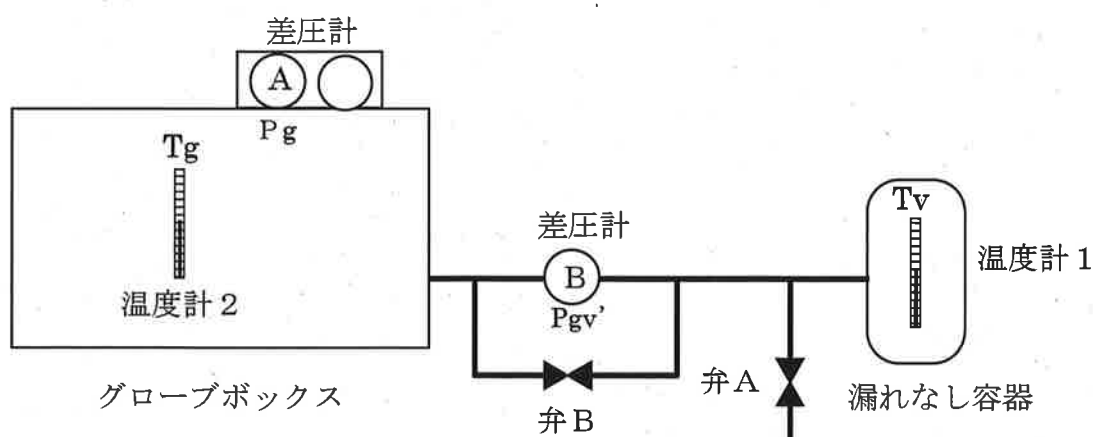 差圧計
A
Pg
Tg
温度計2
グローブボックス
差圧計
B
Pgv'
弁B
弁A
Tv
温度計1
漏れなし容器